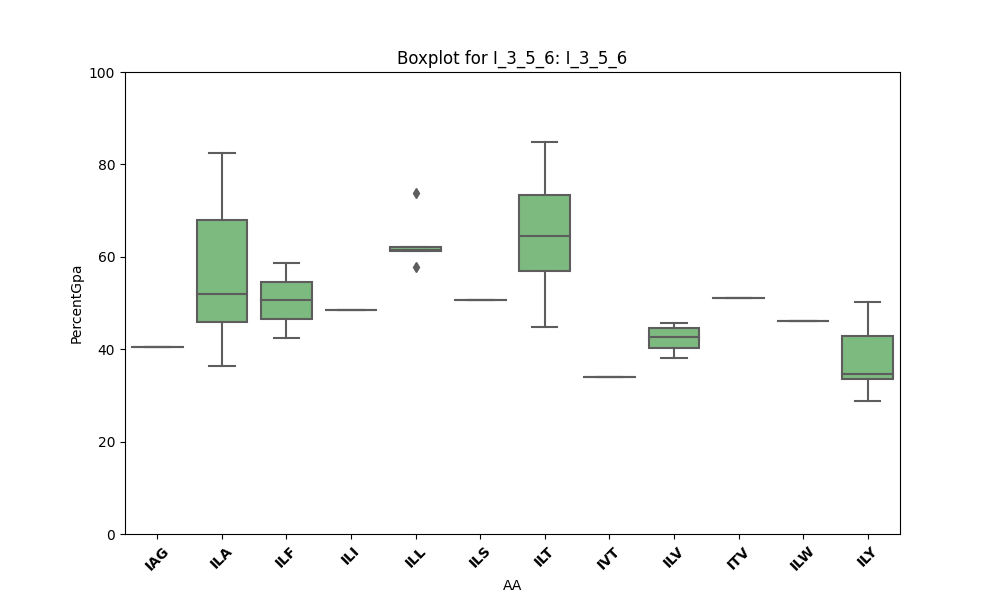 Boxplot for I_3_5_6: I_3_5_6
PercentGpa
100
80
60
40
20
0
IAG
ILA
ILF
ILI
ILL
ILS
ILT
IVT
ILV
ITV
ILW
ILY
AA